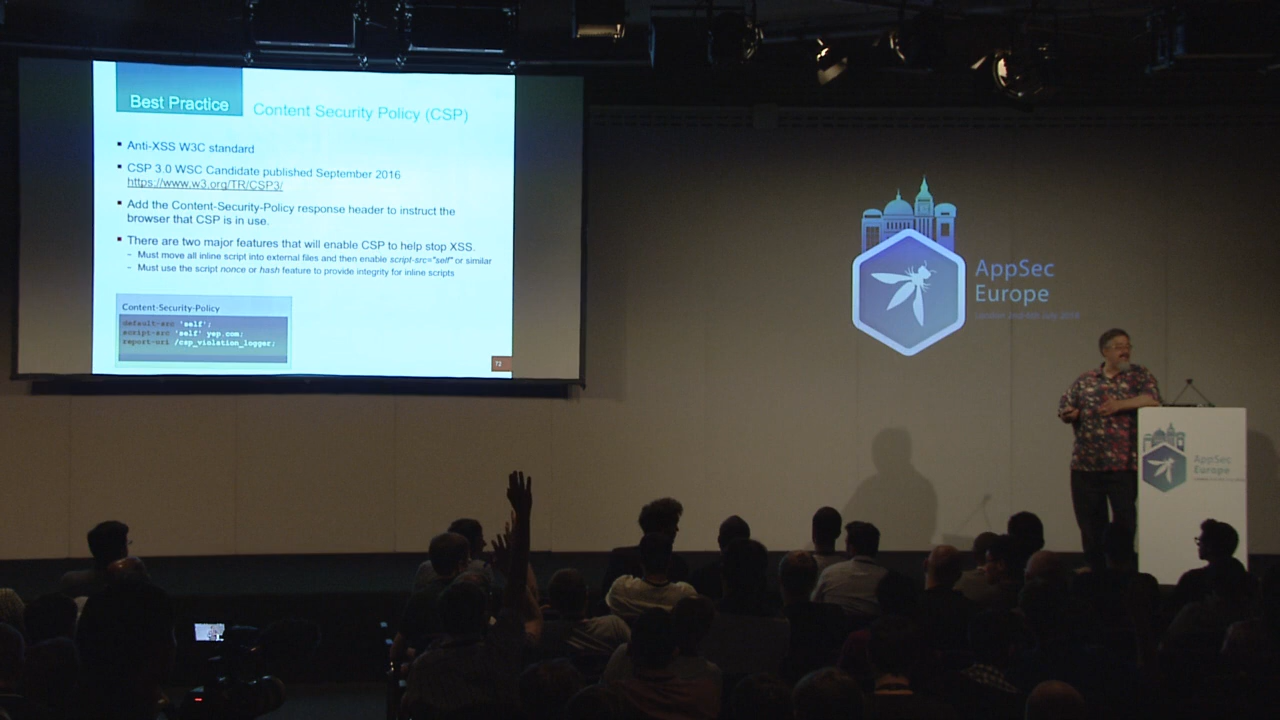 Best Practice
Content Security Policy (CSP)
▪ Anti-XSS W3C standard
▪ CSP 3.0 WSC Candidate published September 2016
https://www.w3.org/TR/CSP3/
▪ Add the Content-Security-Policy response header to instruct the
browser that CSP is in use.
▪ There are two major features that will enable CSP to help stop XSS.
– Must move all inline script into external files and then enable script-src="self" or similar
– Must use the script nonce or hash feature to provide integrity for inline scripts
Content-Security-Policy
default-src 'self';
script-src 'self' yep.com;
report-uri /csp_violation_logger;
72
AppSec
Europe
London 2nd-6th July 2018
AppSec
Europe